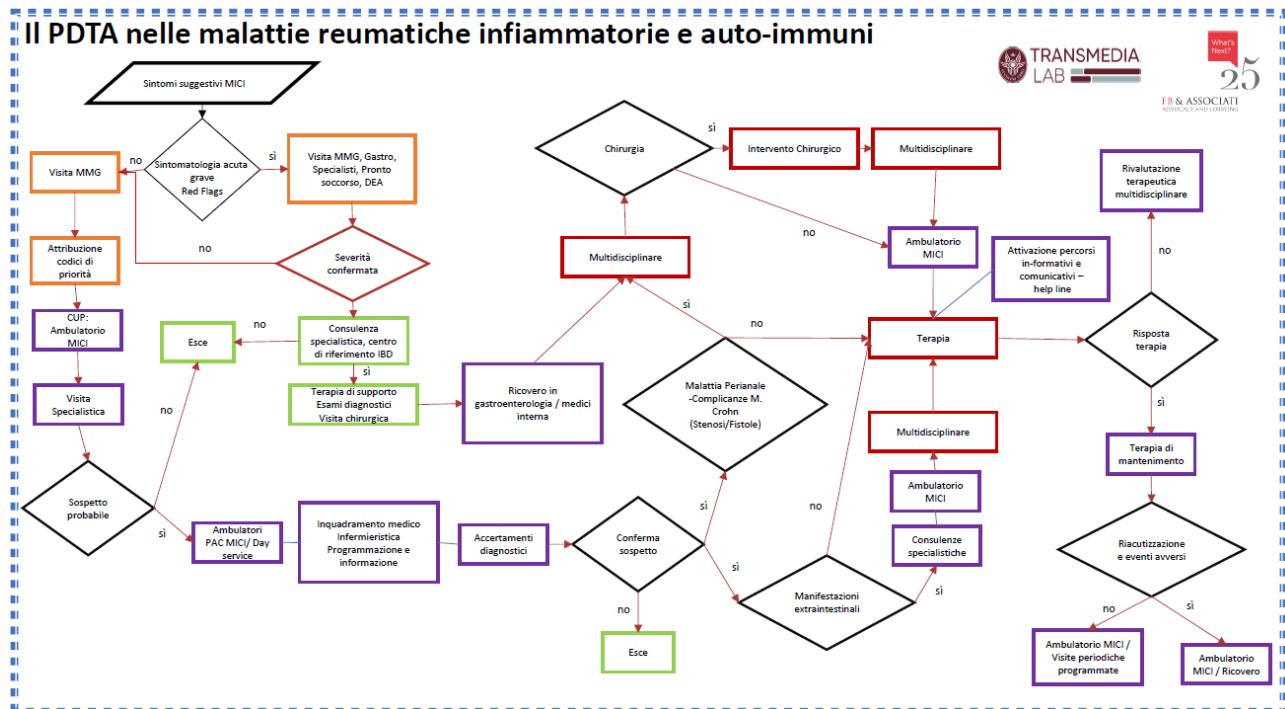 Il PDTA nelle malattie reumatiche infiammatorie e auto-immuni
TRANSMEDIA
LAB
What's
Next?
25
FB & ASSOCIATI
ADVOCACY AND LOBBYING
Sintomi suggestivi MICI
Sintomatologia acuta
grave
Red Flags
no
sì
Visita MMG
Visita MMG, Gastro,
Specialisti, Pronto
soccorso, DEA
Attribuzione
codici di
priorità
no
Severità
confermata
CUP:
Ambulatorio
MICI
Esce
no
Consulenza
specialistica, centro
di riferimento IBD
sì
Visita
Specialistica
Terapia di supporto
Esami diagnostici
Visita chirurgica
no
Sospetto
probabile
sì
Ambulatori
PAC MICI/ Day
service
Inquadramento medico
Infermieristica
Programmazione e
informazione
Accertamenti
diagnostici
Conferma
sospetto
no
Esce
sì
sì
Ricovero in
gastroenterologia / medici
interna
Multidisciplinare
Chirurgia
sì
Intervento Chirurgico
Multidisciplinare
no
Ambulatorio
MICI
Malattia Perianale
-Complicanze M.
Crohn
(Stenosi/Fistole)
sì
no
Terapia
Attivazione percorsi
in-formativi e
comunicativi –
help line
Multidisciplinare
Ambulatorio
MICI
Consulenze
specialistiche
Manifestazioni
extraintestinali
no
sì
Rivalutazione
terapeutica
multidisciplinare
no
Risposta
terapia
sì
Terapia di
mantenimento
Riacutizzazione
e eventi avversi
no
sì
Ambulatorio MICI /
Visite periodiche
programmate
Ambulatorio
MICI / Ricovero